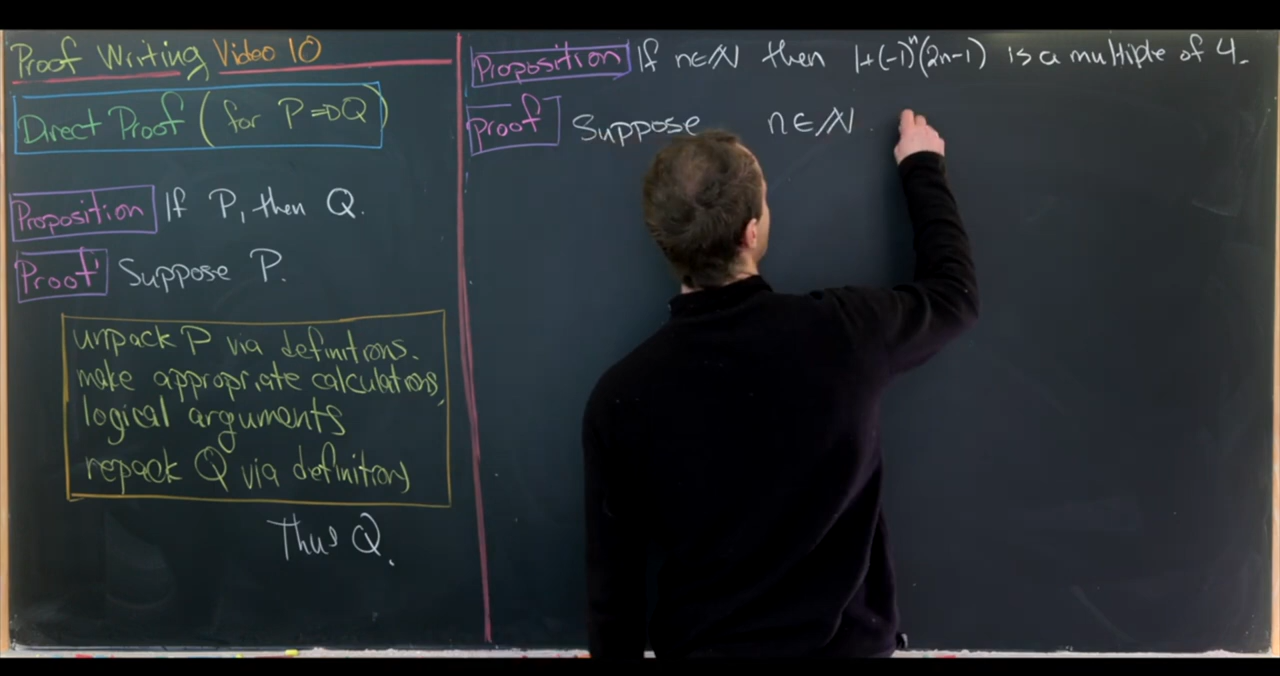 Proof Writing Video 10
Direct Proof (for P ⇒ Q)
Proposition If P, then Q.
Proof Suppose P.
unpack P via definitions.
make appropriate calculations,
logical arguments
repack Q via definitions
Thus Q.
Proposition If n∈ℕ then 1+(-1)ⁿ(2n-1) is a multiple of 4.
Proof Suppose n∈ℕ.